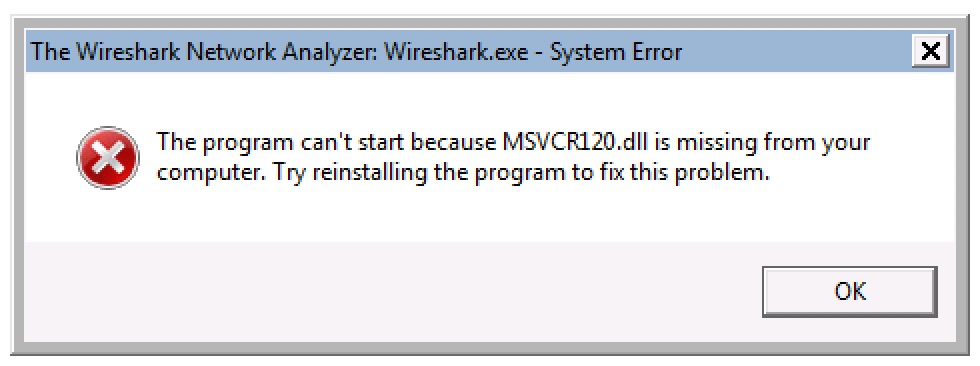 The Wireshark Network Analyzer: Wireshark.exe - System Error
The program can't start because MSVCR120.dll is missing from your
computer. Try reinstalling the program to fix this problem.
OK